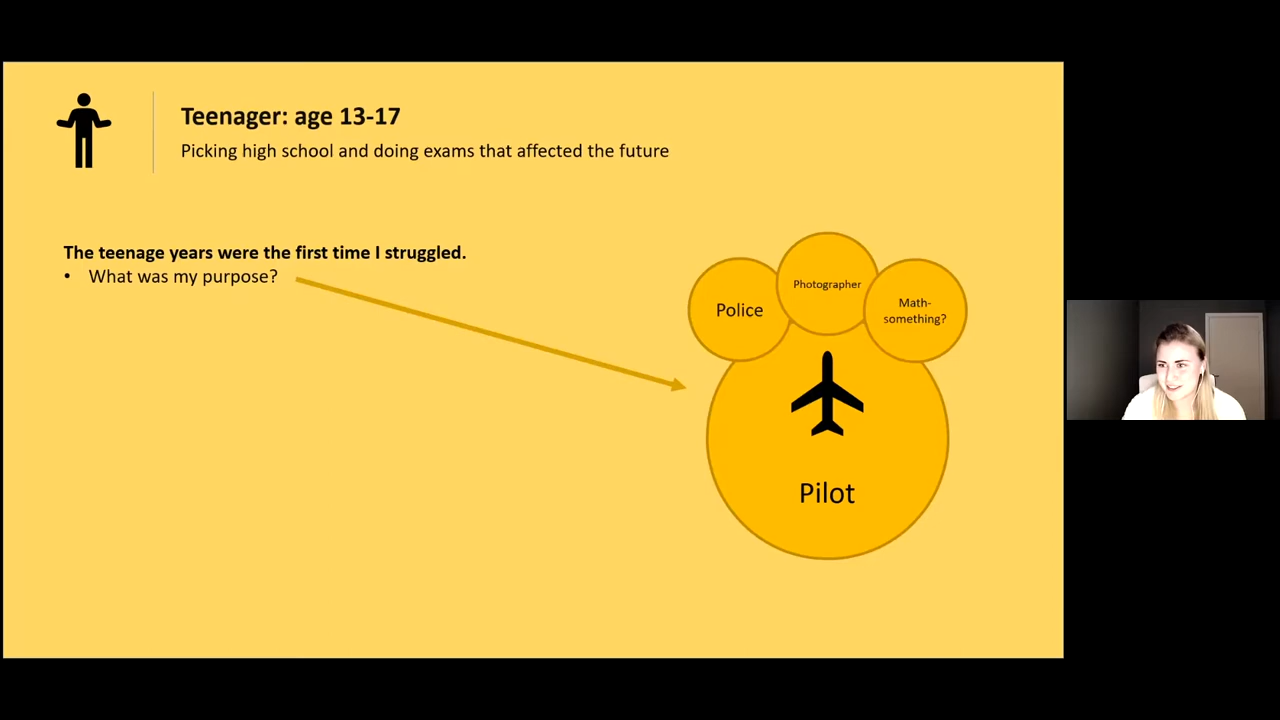 Teenager: age 13-17
Picking high school and doing exams that affected the future
The teenage years were the first time I struggled.
• What was my purpose?
Police
Photographer
Math-
something?
Pilot